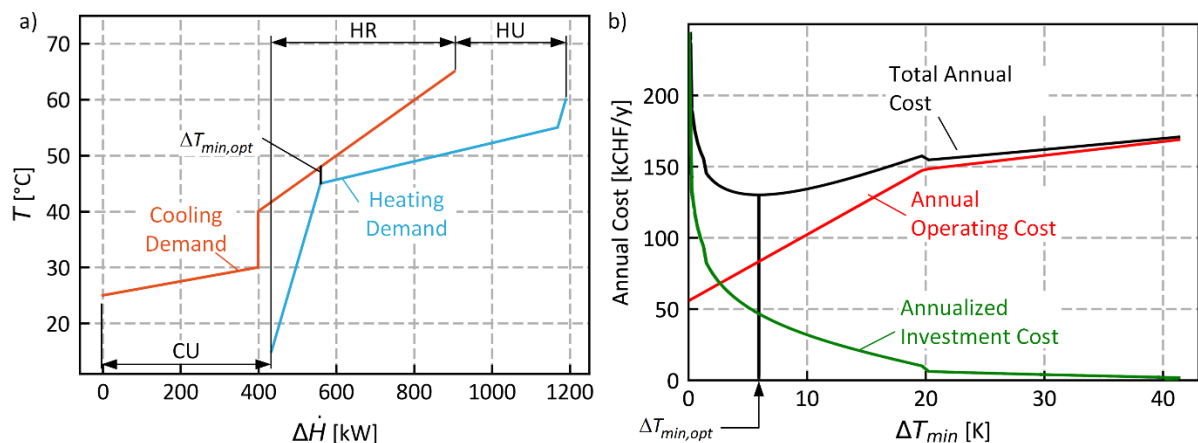 a)
HR
HU
70
60
50
40
30
20
T [°C]
ΔT_min,opt
Cooling
Demand
Heating
Demand
CU
0
200
400
600
800
1000
1200
ΔḢ [kW]
b)
200
150
100
50
0
Annual Cost [kCHF/y]
Total Annual
Cost
Annual
Operating Cost
Annualized
Investment Cost
0
10
20
30
40
ΔT_min,opt
ΔT_min [K]